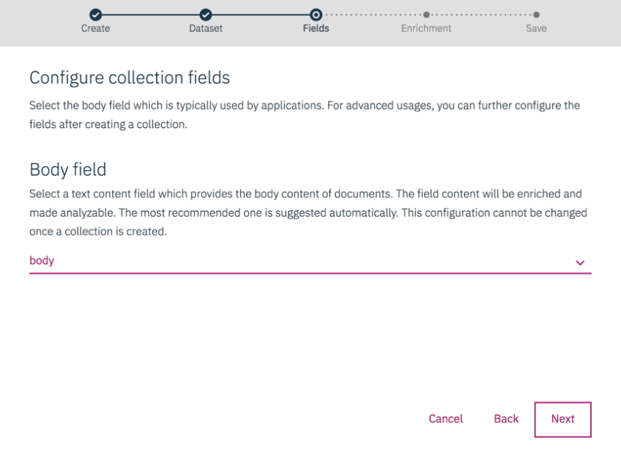 Create Dataset Fields Enrichment Save
Configure collection fields
Select the body field which is typically used by applications. For advanced usages, you can further configure the
fields after creating a collection.
Body field
Select a text content field which provides the body content of documents. The field content will be enriched and
made analyzable. The most recommended one is suggested automatically. This configuration cannot be changed
once a collection is created.
body
Cancel Back Next